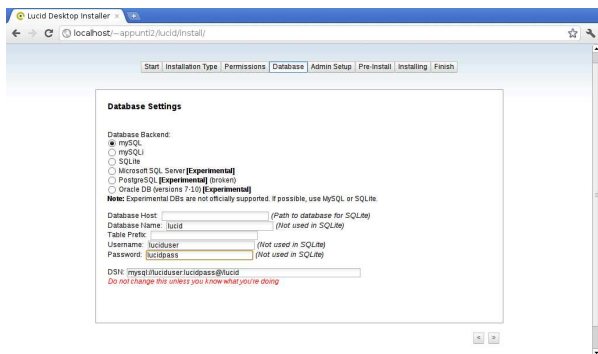 Lucid Desktop Installer
localhost/~appunti2/lucid/install/
Start Installation Type Permissions Database Admin Setup Pre-Install Installing Finish
Database Settings
Database Backend:
mySQL
mySQLi
SQLite
Microsoft SQL Server [Experimental]
PostgreSQL [Experimental] (broken)
Oracle DB (versions 7-10) [Experimental]
Note: Experimental DBs are not officially supported. If possible, use MySQL or SQLite.
Database Host: (Path to database for SQLite)
Database Name: lucid (Not used in SQLite)
Table Prefix:
Username: luciduser (Not used in SQLite)
Password: lucidpass (Not used in SQLite)
DSN: mysql://luciduser:lucidpass@/lucid
Do not change this unless you know what you're doing
< >